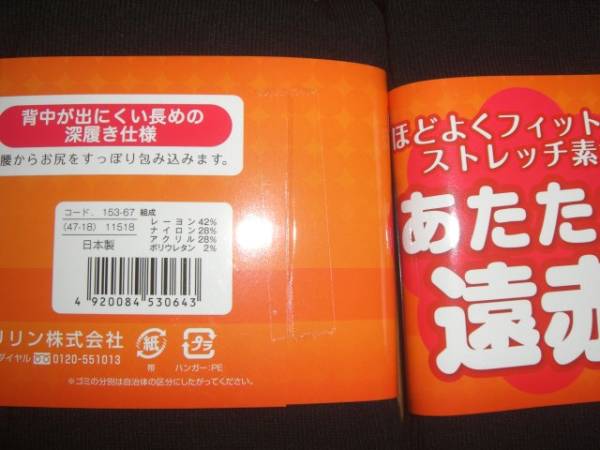 背中が出にくい長めの
深履き仕様
腰からお尻をすっぽり包み込みます。
コード. 153-67 組成
(47-18) 11518
日本製
レーヨン 42%
ナイロン 28%
アクリル 28%
ポリウレタン 2%
4 920084 530643
リリン株式会社
ダイヤル 0120-551013
紙
帯
プラ
ハンガー:PE
※ゴミの分別は自治体の区分にしたがってください。
ほどよくフィット
ストレッチ素
あたた
遠赤